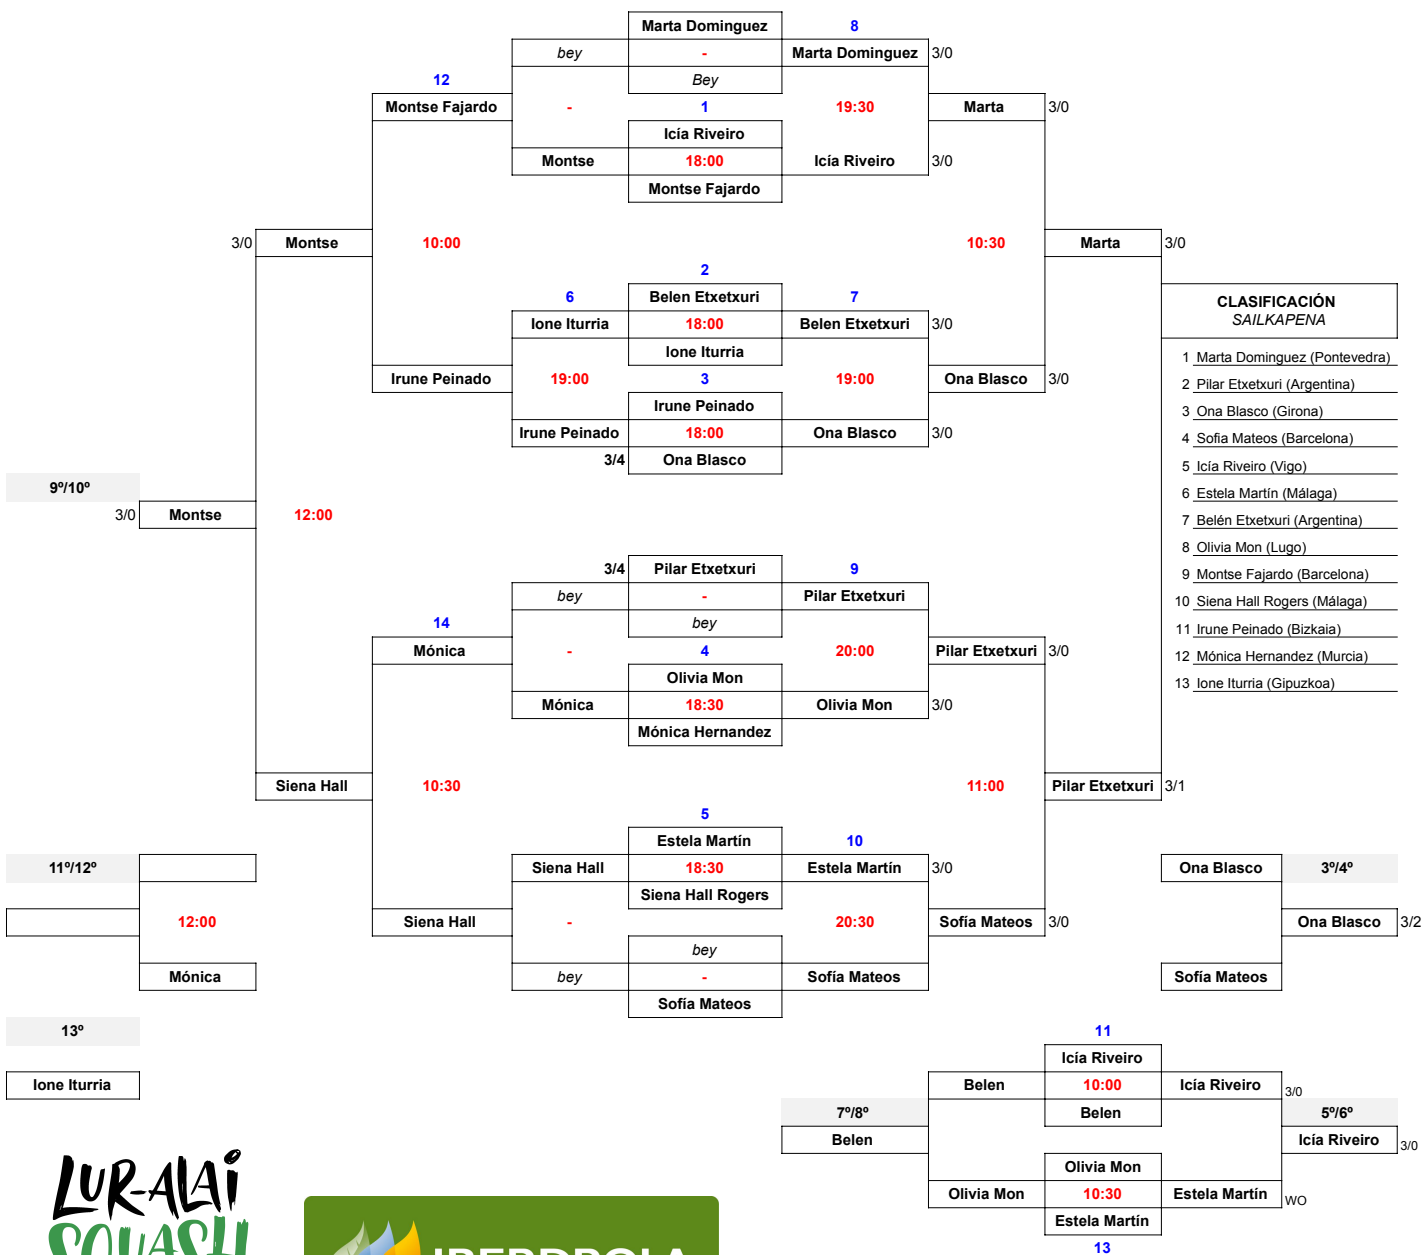 Marta Dominguez 8
bey - Marta Dominguez 3/0
12 Bey
Montse Fajardo - 1 19:30 Marta 3/0
Icía Riveiro
Montse 18:00 Icía Riveiro 3/0
Montse Fajardo
3/0 Montse 10:00 10:30 Marta 3/0
2
6 Belen Etxetxuri 7 CLASIFICACIÓN
Ione Iturria 18:00 Belen Etxetxuri 3/0 SAILKAPENA
Ione Iturria 1 Marta Dominguez (Pontevedra)
Irune Peinado 19:00 3 19:00 Ona Blasco 3/0 2 Pilar Etxetxuri (Argentina)
Irune Peinado 3 Ona Blasco (Girona)
Irune Peinado 18:00 Ona Blasco 3/0 4 Sofia Mateos (Barcelona)
3/4 Ona Blasco 5 Icía Riveiro (Vigo)
9º/10º 6 Estela Martín (Málaga)
3/0 Montse 12:00 7 Belén Etxetxuri (Argentina)
8 Olivia Mon (Lugo)
3/4 Pilar Etxetxuri 9 9 Montse Fajardo (Barcelona)
bey - Pilar Etxetxuri 10 Siena Hall Rogers (Málaga)
14 bey 11 Irune Peinado (Bizkaia)
Mónica - 4 20:00 Pilar Etxetxuri 3/0 12 Mónica Hernandez (Murcia)
Olivia Mon 13 Ione Iturria (Gipuzkoa)
Mónica 18:30 Olivia Mon 3/0
Mónica Hernandez
Siena Hall 10:30 11:00 Pilar Etxetxuri 3/1
5
Estela Martín 10
11º/12º Siena Hall 18:30 Estela Martín 3/0 Ona Blasco 3º/4º
Siena Hall Rogers
12:00 Siena Hall - 20:30 Sofía Mateos 3/0 Ona Blasco 3/2
bey
Mónica bey - Sofía Mateos Sofía Mateos
Sofía Mateos
13º 11
Icía Riveiro
Ione Iturria Belen 10:00 Icía Riveiro 3/0
7º/8º Belen 5º/6º
Belen Icía Riveiro 3/0
Olivia Mon
Olivia Mon 10:30 Estela Martín WO
Estela Martín
13
LUR-ALAI
SQUASH
IBERDROLA